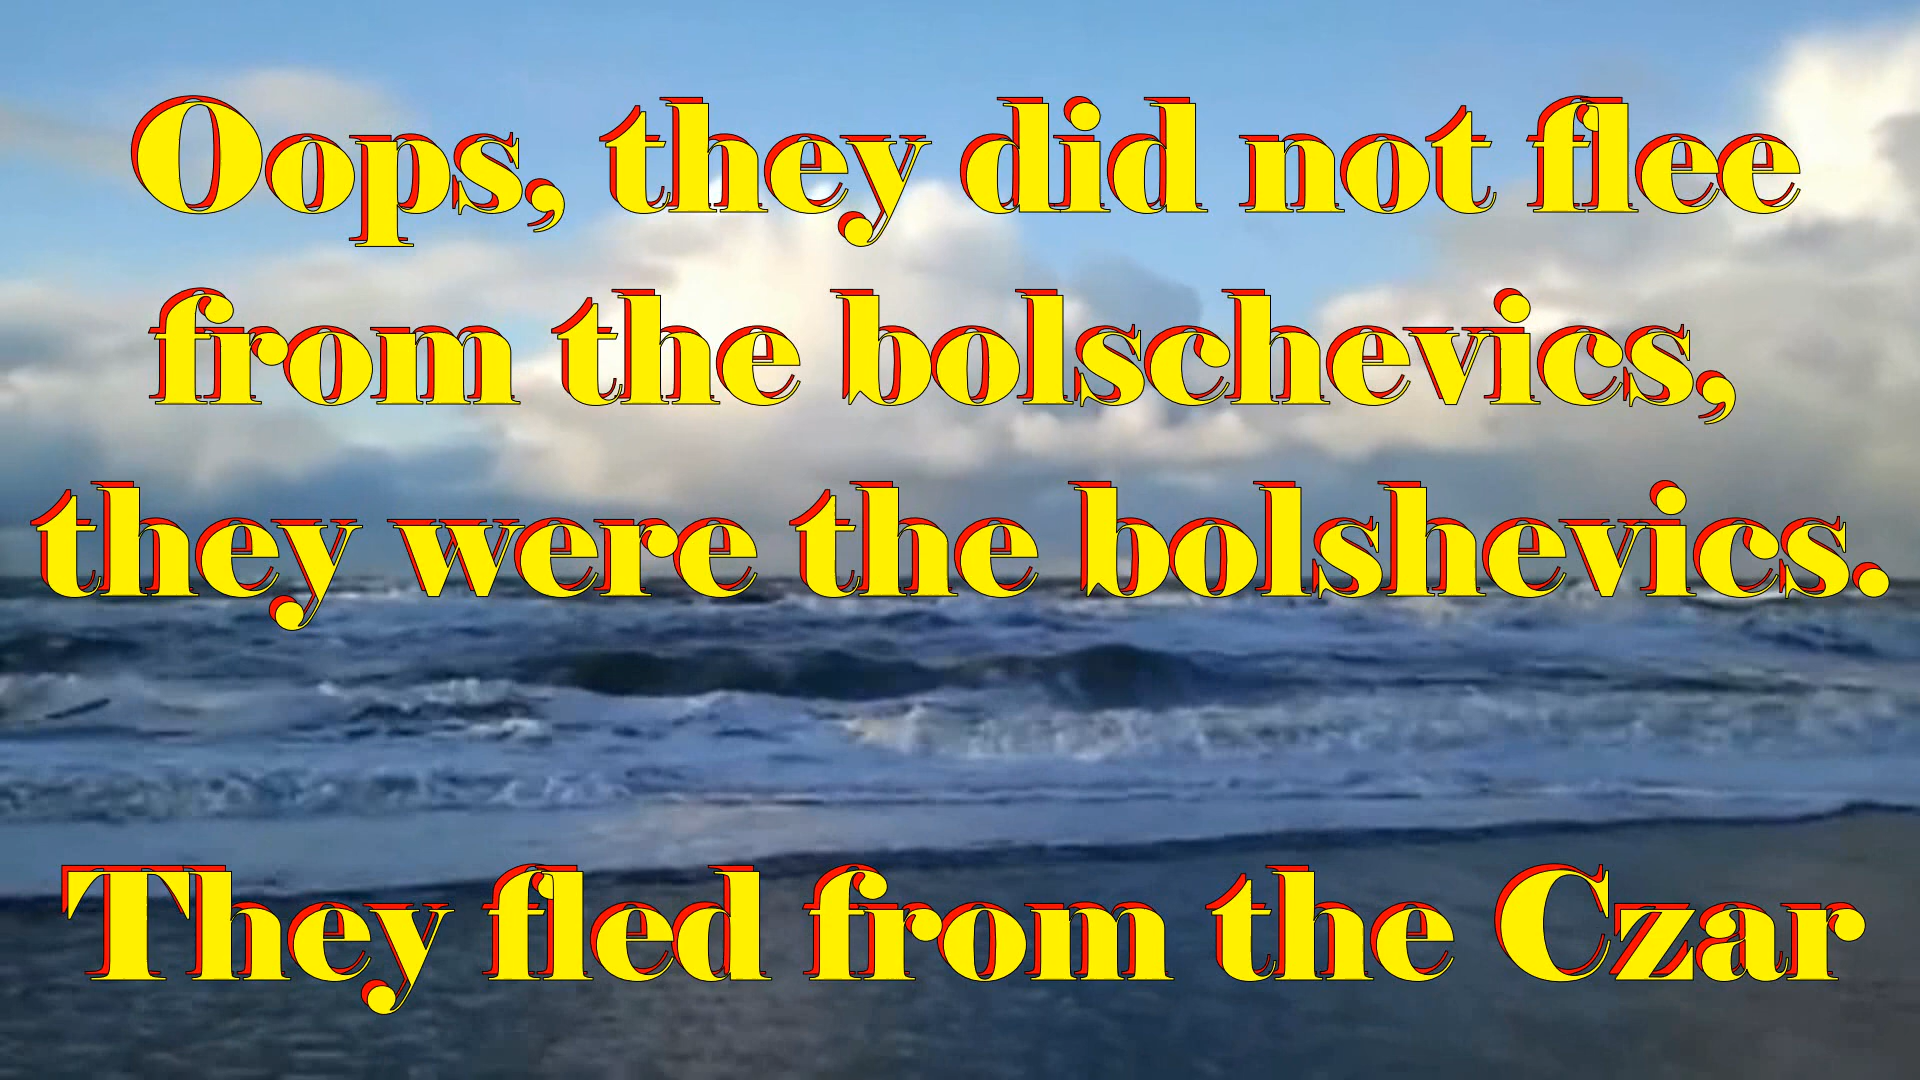 Oops, they did not flee
from the bolschevics,
they were the bolshevics.
They fled from the Czar